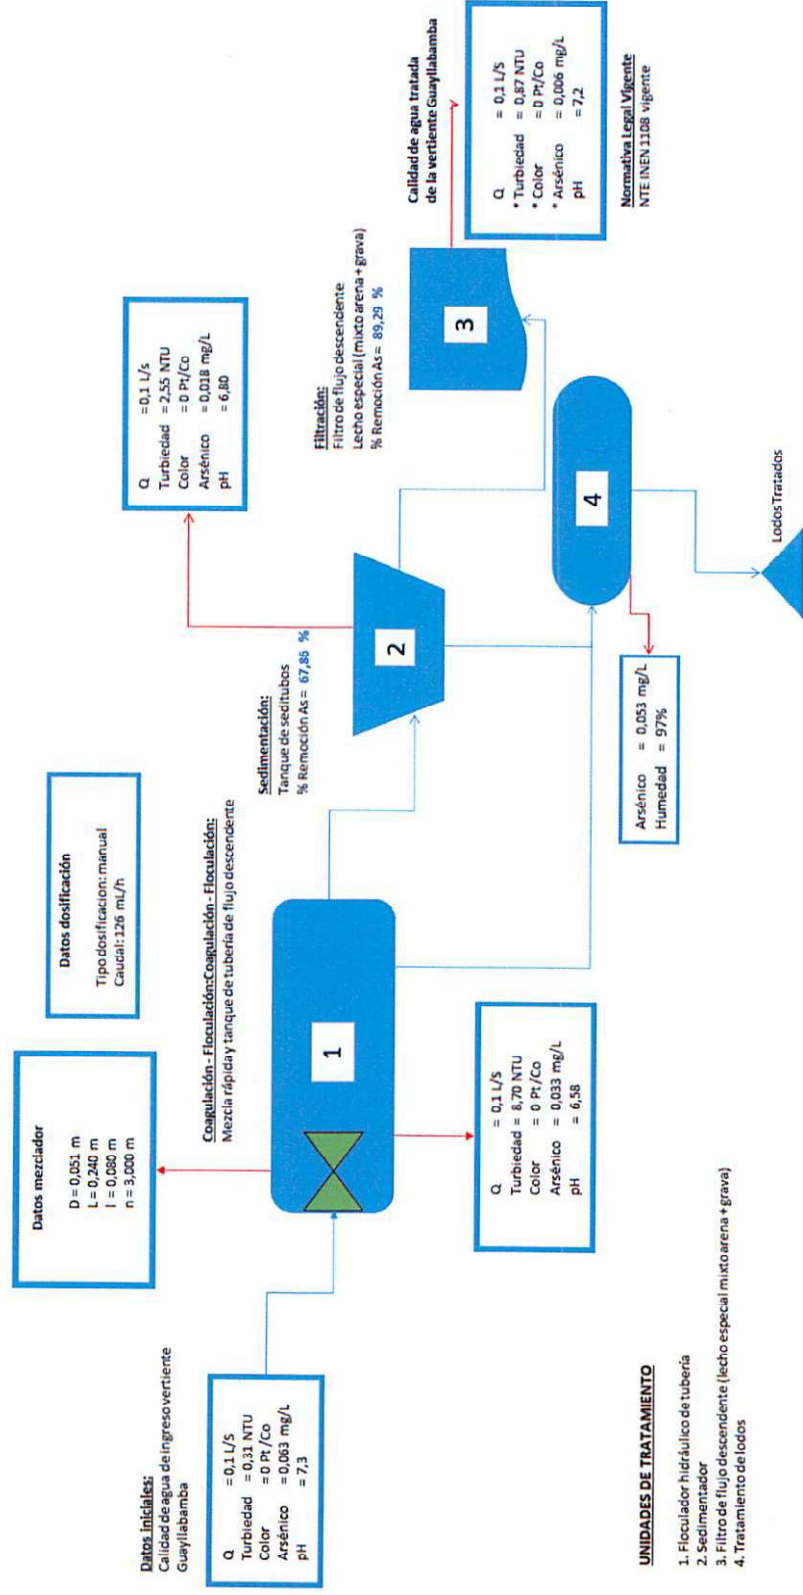 Datos iniciales:
Calidad de agua de ingreso vertiente
Guayllabamba
Q = 0,1 L/S
Turbiedad = 0,31 NTU
Color = 0 Pt /Co
Arsénico = 0,063 mg/L
pH = 7,3
Datos mezclador
D = 0,051 m
L = 0,240 m
l = 0,080 m
n = 3,000 m
Datos dosificación
Tipo dosificacion: manual
Caudal: 126 mL/h
Coagulación - Floculación:Coagulación - Floculación:
Mezcla rápida y tanque de tubería de flujo descendente
1
Q = 0,1 L/S
Turbiedad = 8,70 NTU
Color = 0 Pt /Co
Arsénico = 0,033 mg/L
pH = 6,58
Sedimentación:
Tanque de seditubos
% Remoción As = 67,86 %
2
Q =0,1 L/s
Turbiedad = 2,55 NTU
Color = 0 Pt/Co
Arsénico = 0,018 mg/L
pH = 6,80
Filtración:
Filtro de flujo descendente
Lecho especial (mixto arena + grava)
% Remoción As = 89,29 %
3
Calidad de agua tratada
de la vertiente Guayllabamba
Q = 0,1 L/S
* Turbiedad = 0,87 NTU
* Color = 0 Pt/Co
* Arsénico = 0,006 mg/L
pH = 7,2
Normativa Legal Vigente
NTE INEN 1108 vigente
4
Arsénico = 0,053 mg/L
Humedad = 97%
Lodos Tratados
UNIDADES DE TRATAMIENTO
1. Floculador hidráulico de tubería
2. Sedimentador
3. Filtro de flujo descendente (lecho especial mixto arena + grava)
4. Tratamiento de lodos